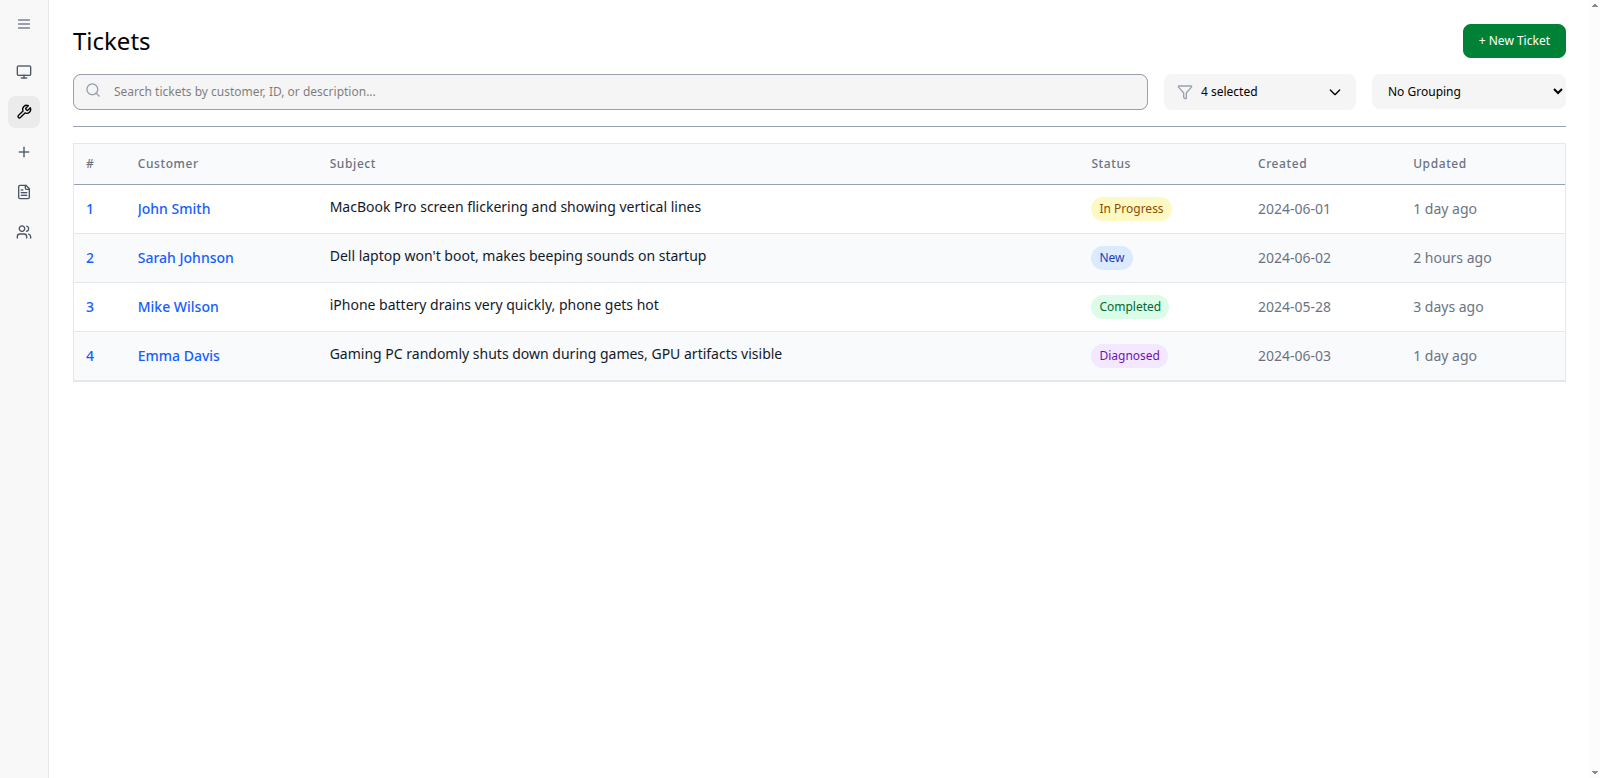 Tickets
+ New Ticket
Search tickets by customer, ID, or description...
4 selected
No Grouping
# Customer Subject Status Created Updated
1 John Smith MacBook Pro screen flickering and showing vertical lines In Progress 2024-06-01 1 day ago
2 Sarah Johnson Dell laptop won't boot, makes beeping sounds on startup New 2024-06-02 2 hours ago
3 Mike Wilson iPhone battery drains very quickly, phone gets hot Completed 2024-05-28 3 days ago
4 Emma Davis Gaming PC randomly shuts down during games, GPU artifacts visible Diagnosed 2024-06-03 1 day ago